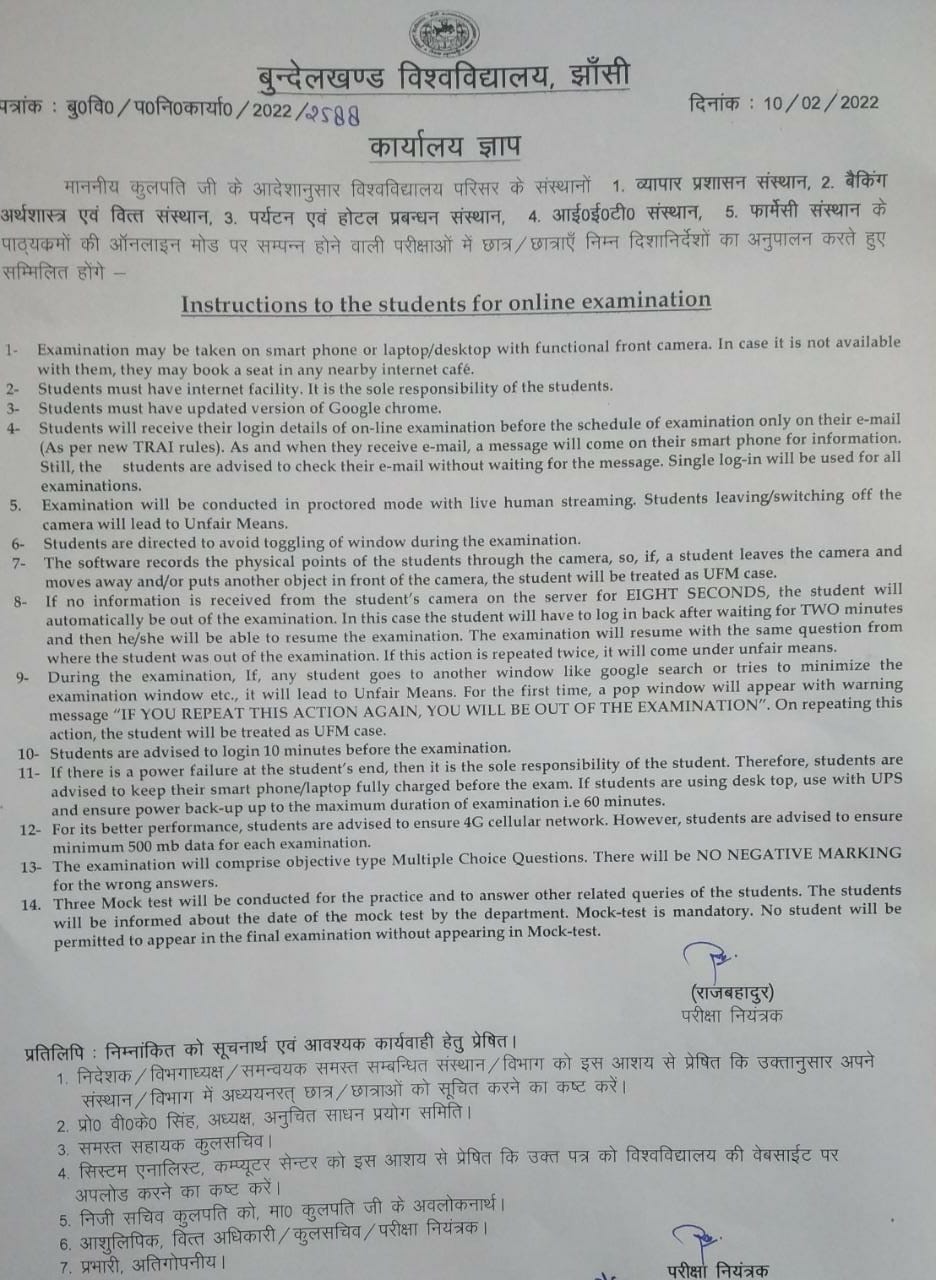 बुन्देलखण्ड विश्वविद्यालय, झाँसी
पत्रांक : बु0वि0/प0नि0कार्या0/2022/२588
दिनांक : 10/02/2022
कार्यालय ज्ञाप
माननीय कुलपति जी के आदेशानुसार विश्वविद्यालय परिसर के संस्थानों 1. व्यापार प्रशासन संस्थान, 2. बैकिंग
अर्थशास्त्र एवं वित्त संस्थान, 3. पर्यटन एवं होटल प्रबन्धन संस्थान, 4. आई0ई0टी0 संस्थान, 5. फार्मेसी संस्थान के
पाठ्यकमों की ऑनलाइन मोड पर सम्पन्न होने वाली परीक्षाओं में छात्र/छात्राएँ निम्न दिशानिर्देशों का अनुपालन करते हुए
सम्मिलित होंगे –
Instructions to the students for online examination
1- Examination may be taken on smart phone or laptop/desktop with functional front camera. In case it is not available
with them, they may book a seat in any nearby internet café.
2- Students must have internet facility. It is the sole responsibility of the students.
3- Students must have updated version of Google chrome.
4- Students will receive their login details of on-line examination before the schedule of examination only on their e-mail
(As per new TRAI rules). As and when they receive e-mail, a message will come on their smart phone for information.
Still, the students are advised to check their e-mail without waiting for the message. Single log-in will be used for all
examinations.
5. Examination will be conducted in proctored mode with live human streaming. Students leaving/switching off the
camera will lead to Unfair Means.
6- Students are directed to avoid toggling of window during the examination.
7- The software records the physical points of the students through the camera, so, if, a student leaves the camera and
moves away and/or puts another object in front of the camera, the student will be treated as UFM case.
8- If no information is received from the student's camera on the server for EIGHT SECONDS, the student will
automatically be out of the examination. In this case the student will have to log in back after waiting for TWO minutes
and then he/she will be able to resume the examination. The examination will resume with the same question from
where the student was out of the examination. If this action is repeated twice, it will come under unfair means.
9- During the examination, If, any student goes to another window like google search or tries to minimize the
examination window etc., it will lead to Unfair Means. For the first time, a pop window will appear with warning
message "IF YOU REPEAT THIS ACTION AGAIN, YOU WILL BE OUT OF THE EXAMINATION". On repeating this
action, the student will be treated as UFM case.
10- Students are advised to login 10 minutes before the examination.
11- If there is a power failure at the student's end, then it is the sole responsibility of the student. Therefore, students are
advised to keep their smart phone/laptop fully charged before the exam. If students are using desk top, use with UPS
and ensure power back-up up to the maximum duration of examination i.e 60 minutes.
12- For its better performance, students are advised to ensure 4G cellular network. However, students are advised to ensure
minimum 500 mb data for each examination.
13- The examination will comprise objective type Multiple Choice Questions. There will be NO NEGATIVE MARKING
for the wrong answers.
14. Three Mock test will be conducted for the practice and to answer other related queries of the students. The students
will be informed about the date of the mock test by the department. Mock-test is mandatory. No student will be
permitted to appear in the final examination without appearing in Mock-test.
(राजबहादुर)
परीक्षा नियंत्रक
प्रतिलिपि : निम्नांकित को सूचनार्थ एवं आवश्यक कार्यवाही हेतु प्रेषित।
1. निदेशक/विभगाध्यक्ष/समन्वयक समस्त सम्बन्धित संस्थान/विभाग को इस आशय से प्रेषित कि उक्तानुसार अपने
संस्थान/विभाग में अध्ययनरत् छात्र/छात्राओं को सूचित करने का कष्ट करें।
2. प्रो0 वी0के0 सिंह, अध्यक्ष, अनुचित साधन प्रयोग समिति।
3. समस्त सहायक कुलसचिव।
4. सिस्टम एनालिस्ट, कम्प्यूटर सेन्टर को इस आशय से प्रेषित कि उक्त पत्र को विश्वविद्यालय की वेबसाईट पर
अपलोड करने का कष्ट करें।
5. निजी सचिव कुलपति को, मा0 कुलपति जी के अवलोकनार्थ।
6. आशुलिपिक, वित्त अधिकारी/कुलसचिव/परीक्षा नियंत्रक।
7. प्रभारी, अतिगोपनीय।
परीक्षा नियंत्रक